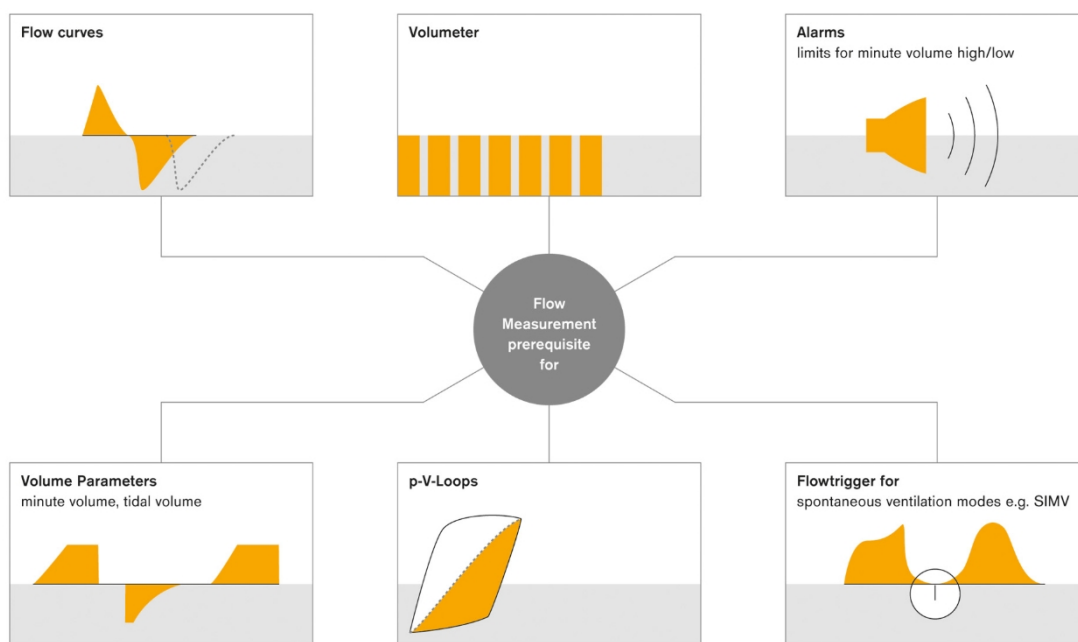 Flow curves
Volumeter
Alarms
limits for minute volume high/low
Flow
Measurement
prerequisite
for
Volume Parameters
minute volume, tidal volume
p-V-Loops
Flowtrigger for
spontaneous ventilation modes e.g. SIMV